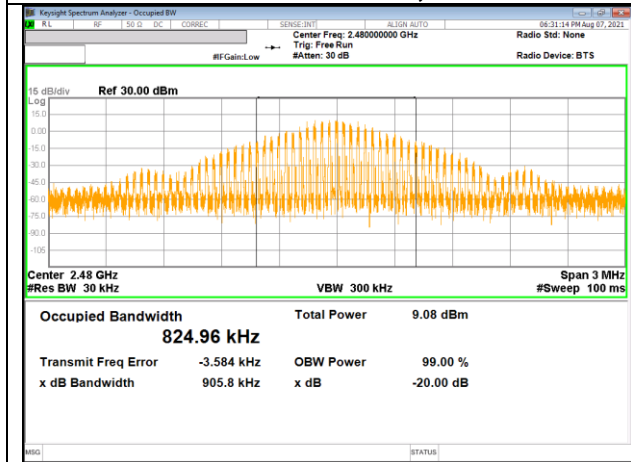 Keysight Spectrum Analyzer - Occupied BW
RL RF 50 Ω DC CORREC SENSE:INT ALIGN AUTO 06:31:14 PM Aug 07, 2021
Center Freq: 2.480000000 GHz Radio Std: None
Trig: Free Run
#IFGain:Low #Atten: 30 dB Radio Device: BTS
15 dB/div Ref 30.00 dBm
Log
15.0
0.00
-15.0
-30.0
-45.0
-60.0
-75.0
-90.0
-105
Center 2.48 GHz Span 3 MHz
#Res BW 30 kHz VBW 300 kHz #Sweep 100 ms
Occupied Bandwidth Total Power 9.08 dBm
824.96 kHz
Transmit Freq Error -3.584 kHz OBW Power 99.00 %
x dB Bandwidth 905.8 kHz x dB -20.00 dB
MSG STATUS